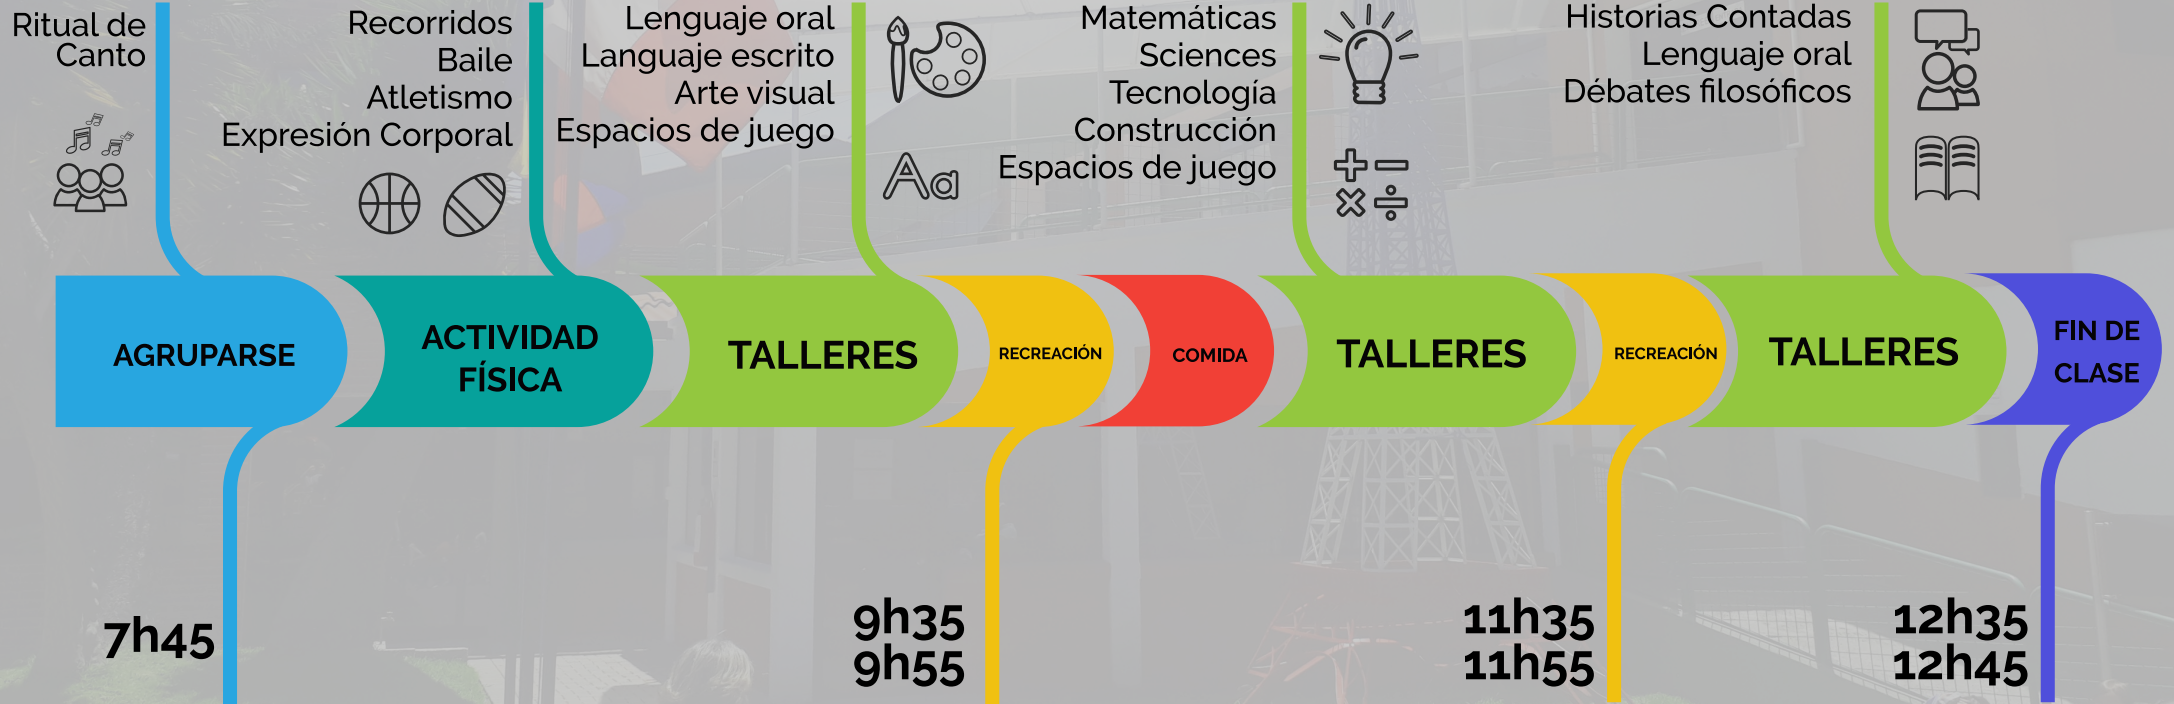 Ritual de
Canto
Recorridos
Baile
Atletismo
Expresión Corporal
Lenguaje oral
Languaje escrito
Arte visual
Espacios de juego
Aa
Matemáticas
Sciences
Tecnología
Construcción
Espacios de juego
Historias Contadas
Lenguaje oral
Débates filosóficos
AGRUPARSE
ACTIVIDAD
FÍSICA
TALLERES
RECREACIÓN
COMIDA
TALLERES
RECREACIÓN
TALLERES
FIN DE
CLASE
7h45
9h35
9h55
11h35
11h55
12h35
12h45